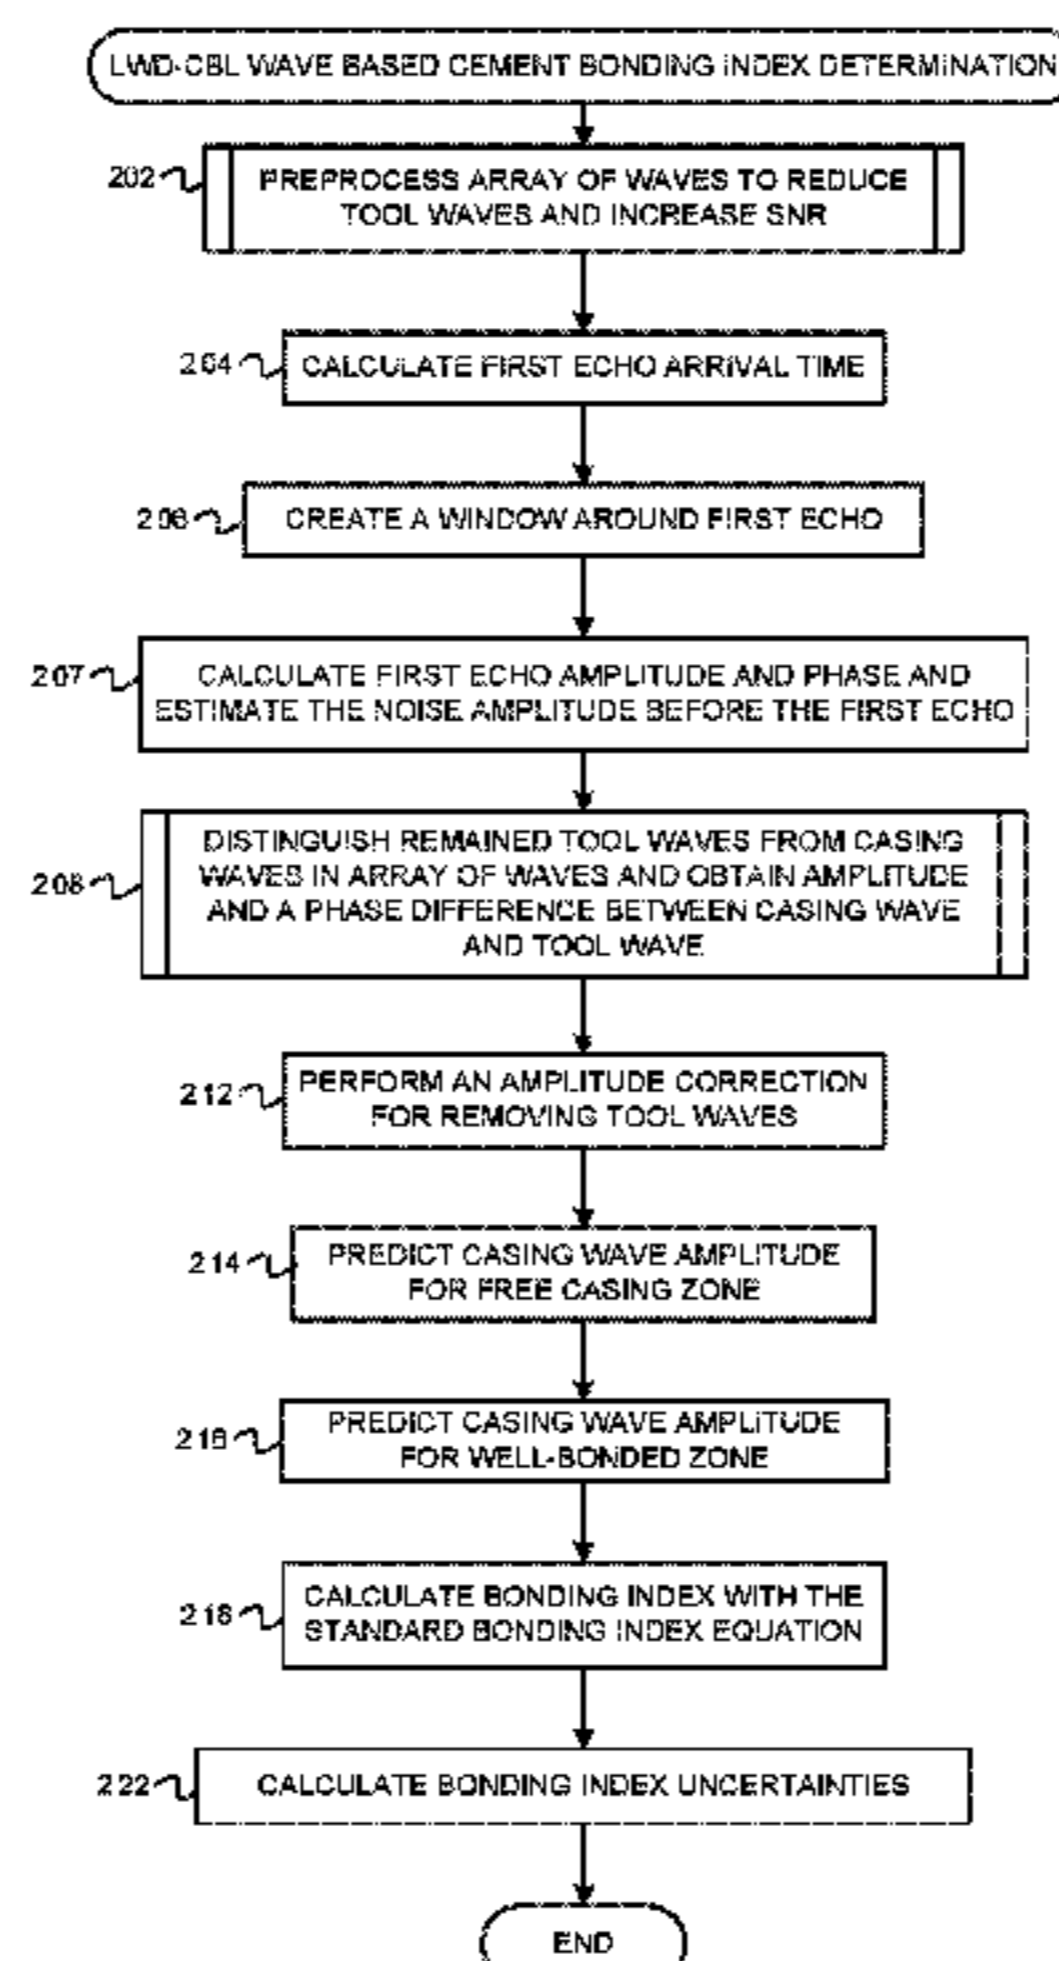 LWD-CBL WAVE BASED CEMENT BONDING INDEX DETERMINATION
202
PREPROCESS ARRAY OF WAVES TO REDUCE
TOOL WAVES AND INCREASE SNR
204
CALCULATE FIRST ECHO ARRIVAL TIME
206
CREATE A WINDOW AROUND FIRST ECHO
207
CALCULATE FIRST ECHO AMPLITUDE AND PHASE AND
ESTIMATE THE NOISE AMPLITUDE BEFORE THE FIRST ECHO
208
DISTINGUISH REMAINED TOOL WAVES FROM CASING
WAVES IN ARRAY OF WAVES AND OBTAIN AMPLITUDE
AND A PHASE DIFFERENCE BETWEEN CASING WAVE
AND TOOL WAVE
212
PERFORM AN AMPLITUDE CORRECTION
FOR REMOVING TOOL WAVES
214
PREDICT CASING WAVE AMPLITUDE
FOR FREE CASING ZONE
216
PREDICT CASING WAVE AMPLITUDE
FOR WELL-BONDED ZONE
218
CALCULATE BONDING INDEX WITH THE
STANDARD BONDING INDEX EQUATION
222
CALCULATE BONDING INDEX UNCERTAINTIES
END